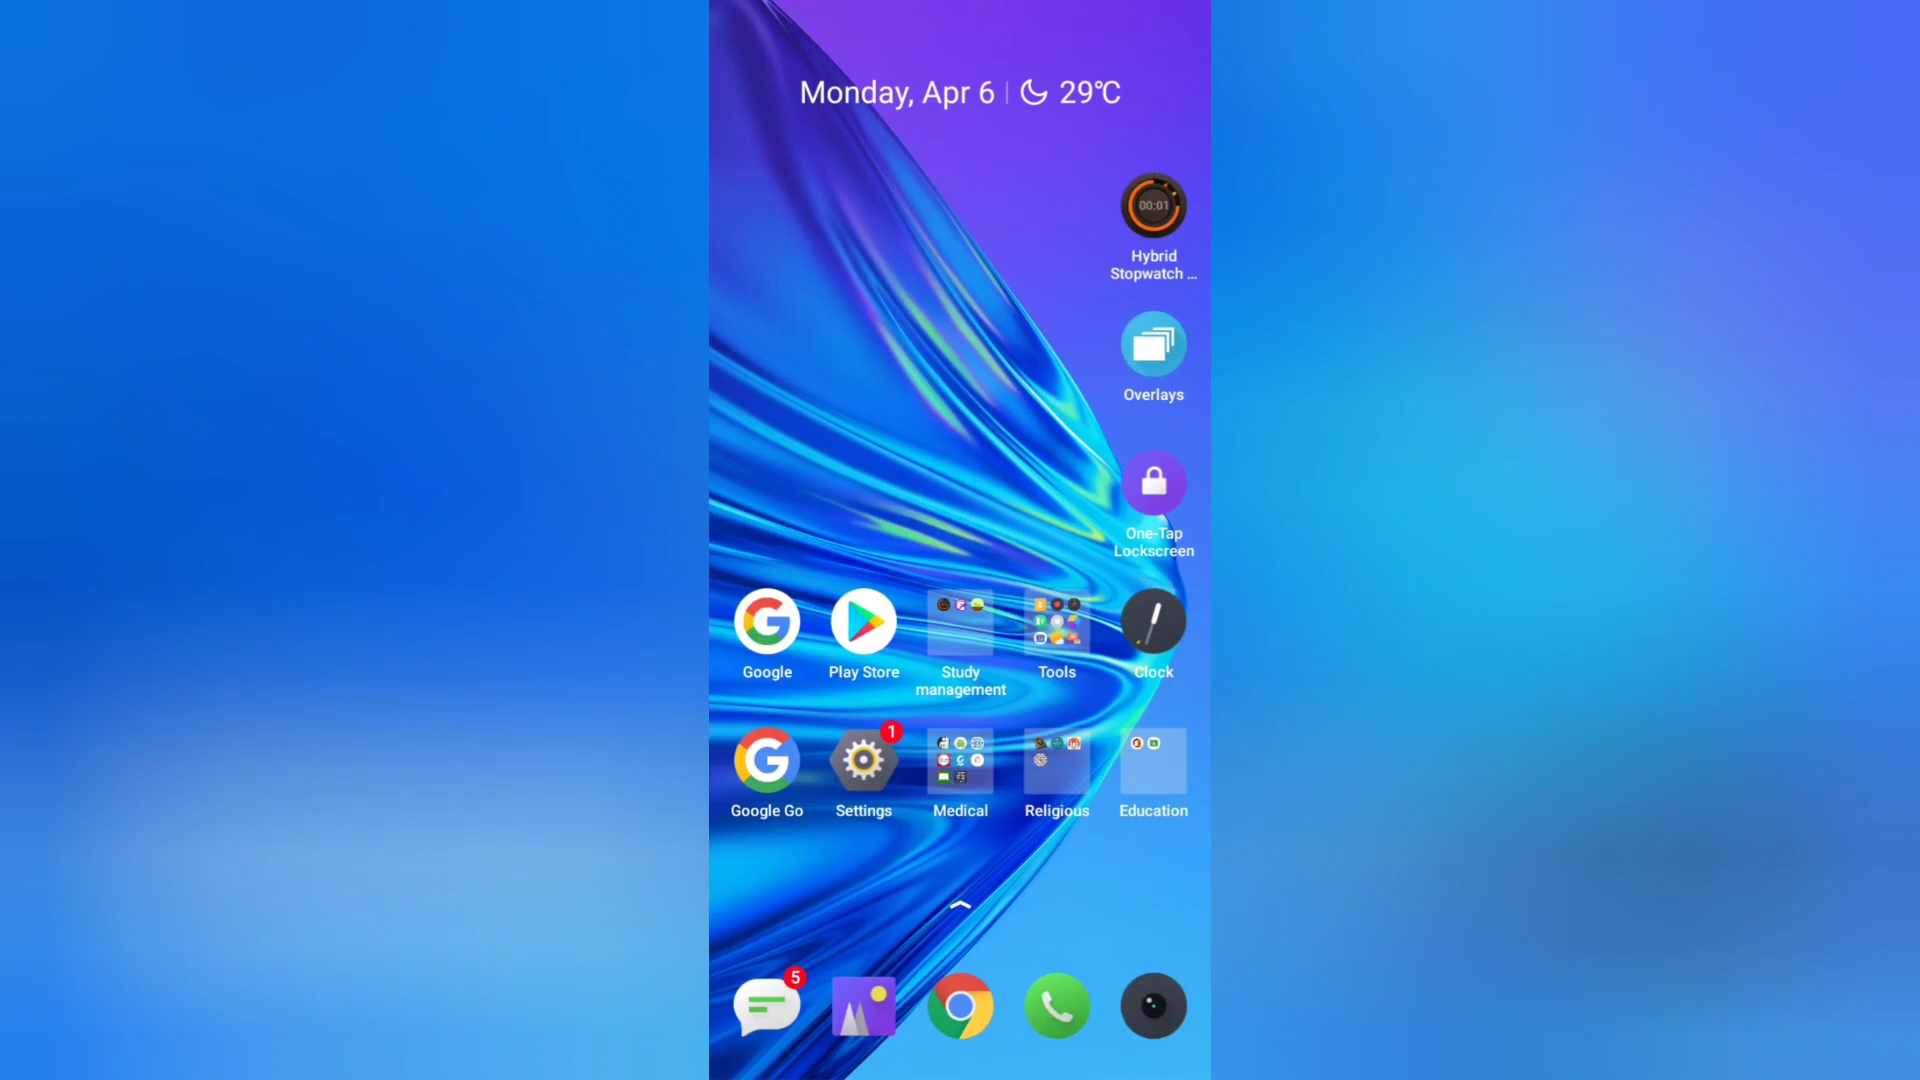 Monday, Apr 6 | 29℃
00:01
Hybrid
Stopwatch ...
Overlays
One-Tap
Lockscreen
Google
Play Store
Study
management
Tools
Clock
1
Google Go
Settings
Medical
Religious
Education
5